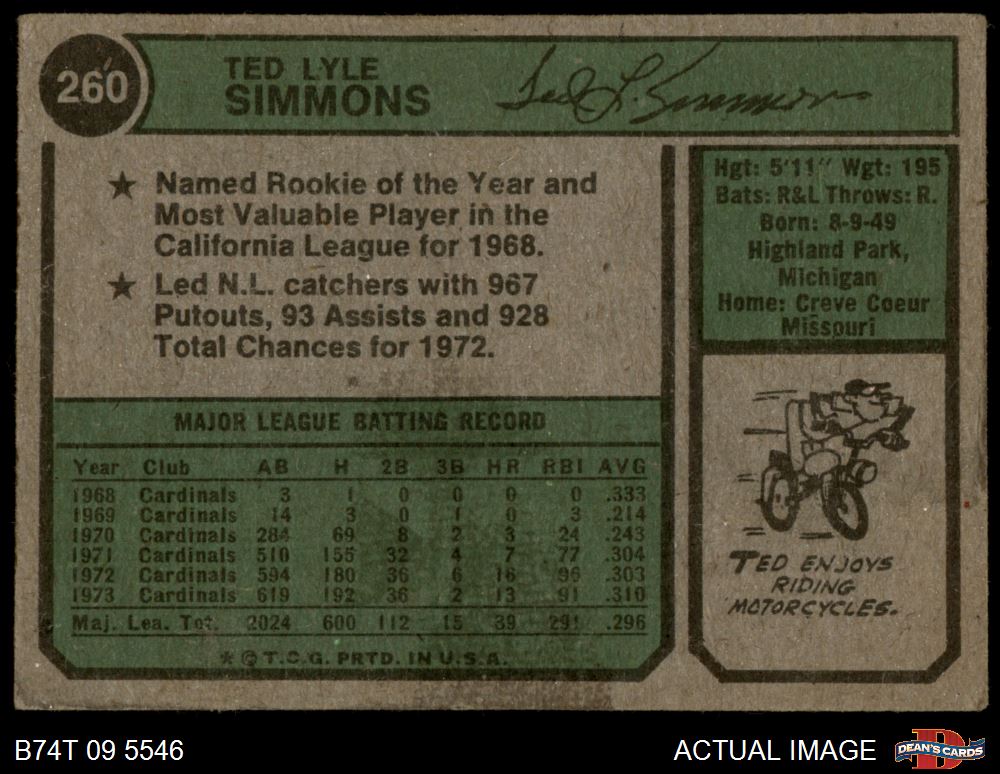 260
TED LYLE
SIMMONS
Ted L. Simmons
★ Named Rookie of the Year and
Most Valuable Player in the
California League for 1968.
★ Led N.L. catchers with 967
Putouts, 93 Assists and 928
Total Chances for 1972.
Hgt: 5'11" Wgt: 195
Bats: R&L Throws: R.
Born: 8-9-49
Highland Park,
Michigan
Home: Creve Coeur
Missouri
MAJOR LEAGUE BATTING RECORD
Year Club AB H 2B 3B HR RBI AVG
1968 Cardinals 3 1 0 0 0 0 .333
1969 Cardinals 14 3 0 1 0 3 .214
1970 Cardinals 284 69 8 2 3 24 .243
1971 Cardinals 510 155 32 4 7 77 .304
1972 Cardinals 594 180 36 6 16 96 .303
1973 Cardinals 619 192 36 2 13 91 .310
Maj. Lea. Tot. 2024 600 112 15 39 291 .296
★ © T.C.G. PRTD. IN U.S.A.
TED ENJOYS
RIDING
MOTORCYCLES.
B74T 09 5546
ACTUAL IMAGE
D
DEAN'S CARDS